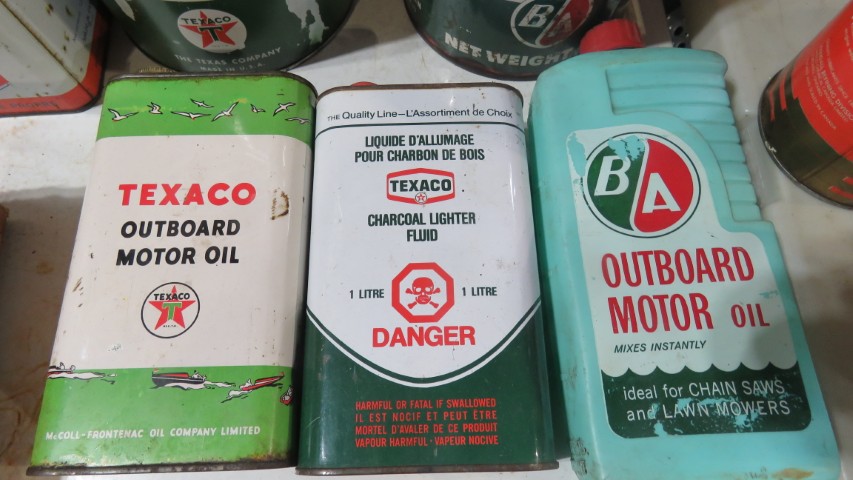 TEXACO
T
THE TEXAS COMPANY
MADE IN U.S.A.
BA
NET WEIGHT
TEXACO
OUTBOARD
MOTOR OIL
TEXACO
T
McCOLL-FRONTENAC OIL COMPANY LIMITED
THE Quality Line—L'Assortiment de Choix
LIQUIDE D'ALLUMAGE
POUR CHARBON DE BOIS
TEXACO
CHARCOAL LIGHTER
FLUID
1 LITRE 1 LITRE
DANGER
HARMFUL OR FATAL IF SWALLOWED
IL EST NOCIF ET PEUT ÊTRE
MORTEL D'AVALER DE CE PRODUIT
VAPOUR HARMFUL · VAPEUR NOCIVE
BA
OUTBOARD
MOTOR OIL
MIXES INSTANTLY
ideal for CHAIN SAWS
and LAWN MOWERS